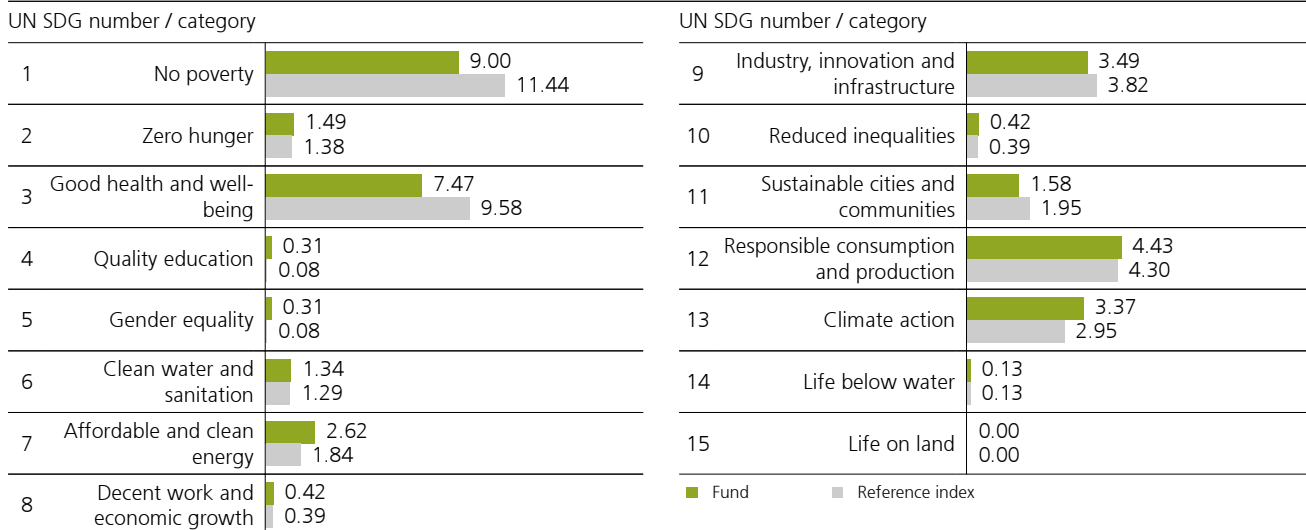 UN SDG number / category
1
No poverty
9.00
11.44
2
Zero hunger
1.49
1.38
3
Good health and well-
being
7.47
9.58
4
Quality education
0.31
0.08
5
Gender equality
0.31
0.08
6
Clean water and
sanitation
1.34
1.29
7
Affordable and clean
energy
2.62
1.84
8
Decent work and
economic growth
0.42
0.39
UN SDG number / category
9
Industry, innovation and
infrastructure
3.49
3.82
10
Reduced inequalities
0.42
0.39
11
Sustainable cities and
communities
1.58
1.95
12
Responsible consumption
and production
4.43
4.30
13
Climate action
3.37
2.95
14
Life below water
0.13
0.13
15
Life on land
0.00
0.00
Fund
Reference index